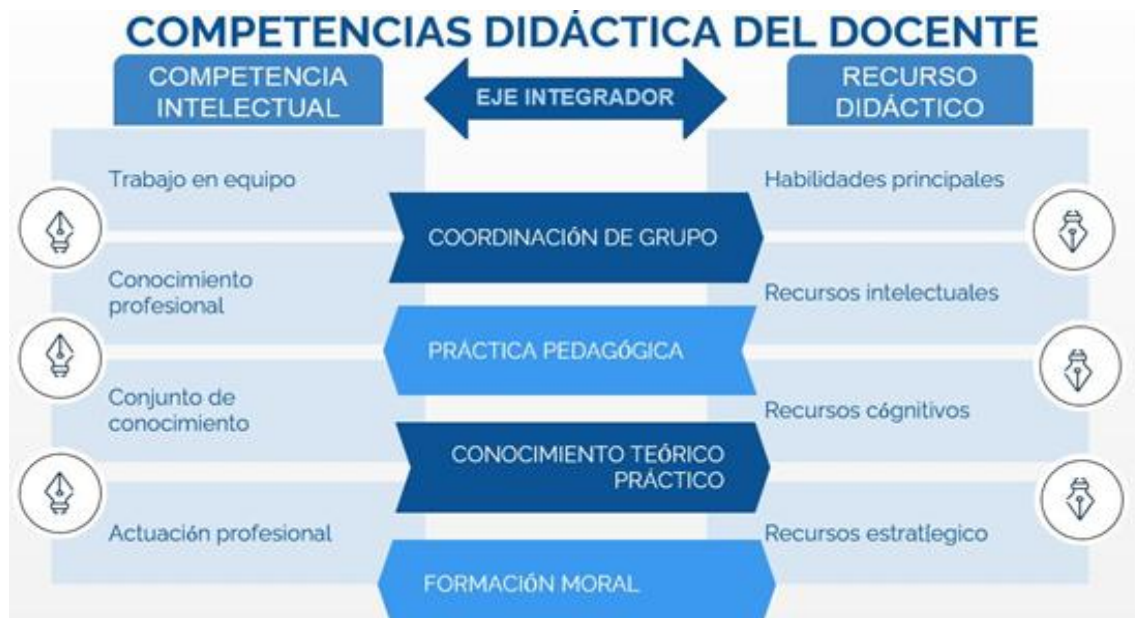 COMPETENCIAS DIDÁCTICA DEL DOCENTE
COMPETENCIA
INTELECTUAL
EJE INTEGRADOR
RECURSO
DIDÁCTICO
Trabajo en equipo
Habilidades principales
COORDINACIÓN DE GRUPO
Conocimiento
profesional
Recursos intelectuales
PRÁCTICA PEDAGÓGICA
Conjunto de
conocimiento
Recursos cógnitivos
CONOCIMIENTO TEÓRICO
PRÁCTICO
Actuación profesional
Recursos estratÍegico
FORMACIÓN MORAL